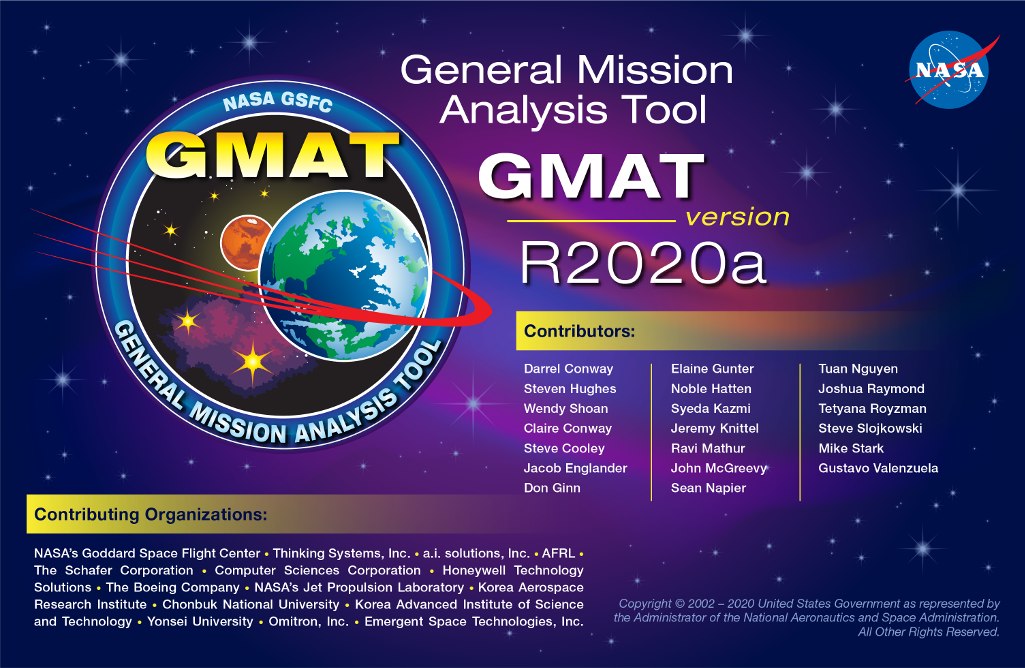 General Mission
Analysis Tool
NASA
NASA GSFC
GMAT
GENERAL MISSION ANALYSIS TOOL
GMAT
version
R2020a
Contributors:
Darrel Conway
Steven Hughes
Wendy Shoan
Claire Conway
Steve Cooley
Jacob Englander
Don Ginn
Elaine Gunter
Noble Hatten
Syeda Kazmi
Jeremy Knittel
Ravi Mathur
John McGreevy
Sean Napier
Tuan Nguyen
Joshua Raymond
Tetyana Royzman
Steve Slojkowski
Mike Stark
Gustavo Valenzuela
Contributing Organizations:
NASA's Goddard Space Flight Center • Thinking Systems, Inc. • a.i. solutions, Inc. • AFRL •
The Schafer Corporation • Computer Sciences Corporation • Honeywell Technology
Solutions • The Boeing Company • NASA's Jet Propulsion Laboratory • Korea Aerospace
Research Institute • Chonbuk National University • Korea Advanced Institute of Science
and Technology • Yonsei University • Omitron, Inc. • Emergent Space Technologies, Inc.
Copyright © 2002 – 2020 United States Government as represented by
the Administrator of the National Aeronautics and Space Administration.
All Other Rights Reserved.